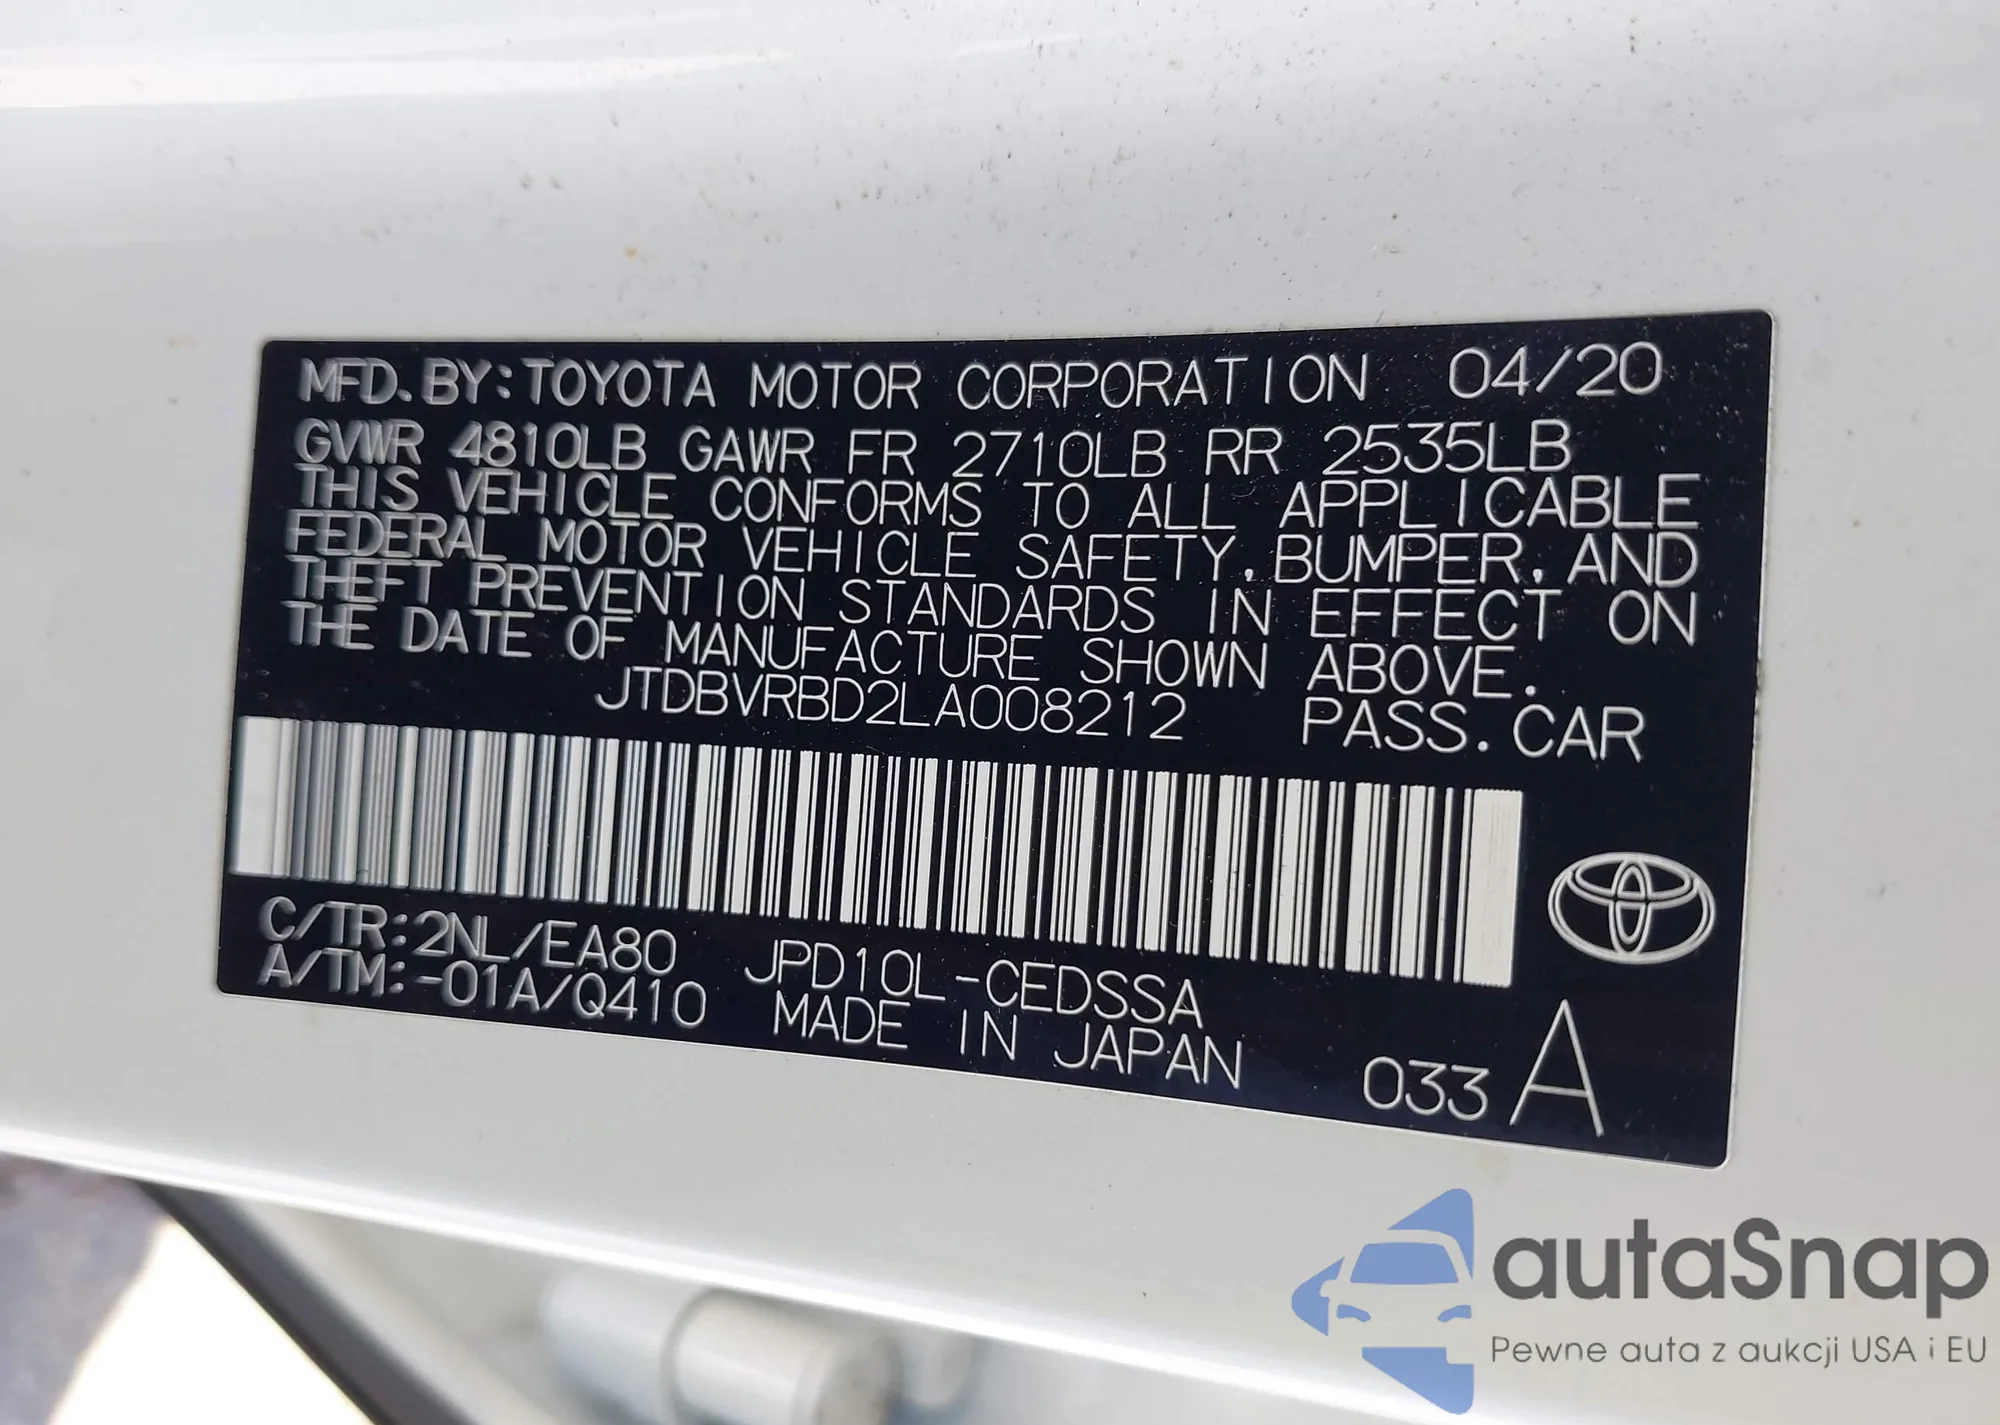 MFD. BY: TOYOTA MOTOR CORPORATION 04/20
GVWR 4810LB GAWR FR 2710LB RR 2535LB
THIS VEHICLE CONFORMS TO ALL APPLICABLE
FEDERAL MOTOR VEHICLE SAFETY, BUMPER, AND
THEFT PREVENTION STANDARDS IN EFFECT ON
THE DATE OF MANUFACTURE SHOWN ABOVE.
JTDBVRBD2LA008212 PASS. CAR
C/TR:2NL/EA80 JPD10L-CEDSSA
A/TM:-01A/Q410 MADE IN JAPAN
033 A
autaSnap
Pewne auta z aukcji USA i EU